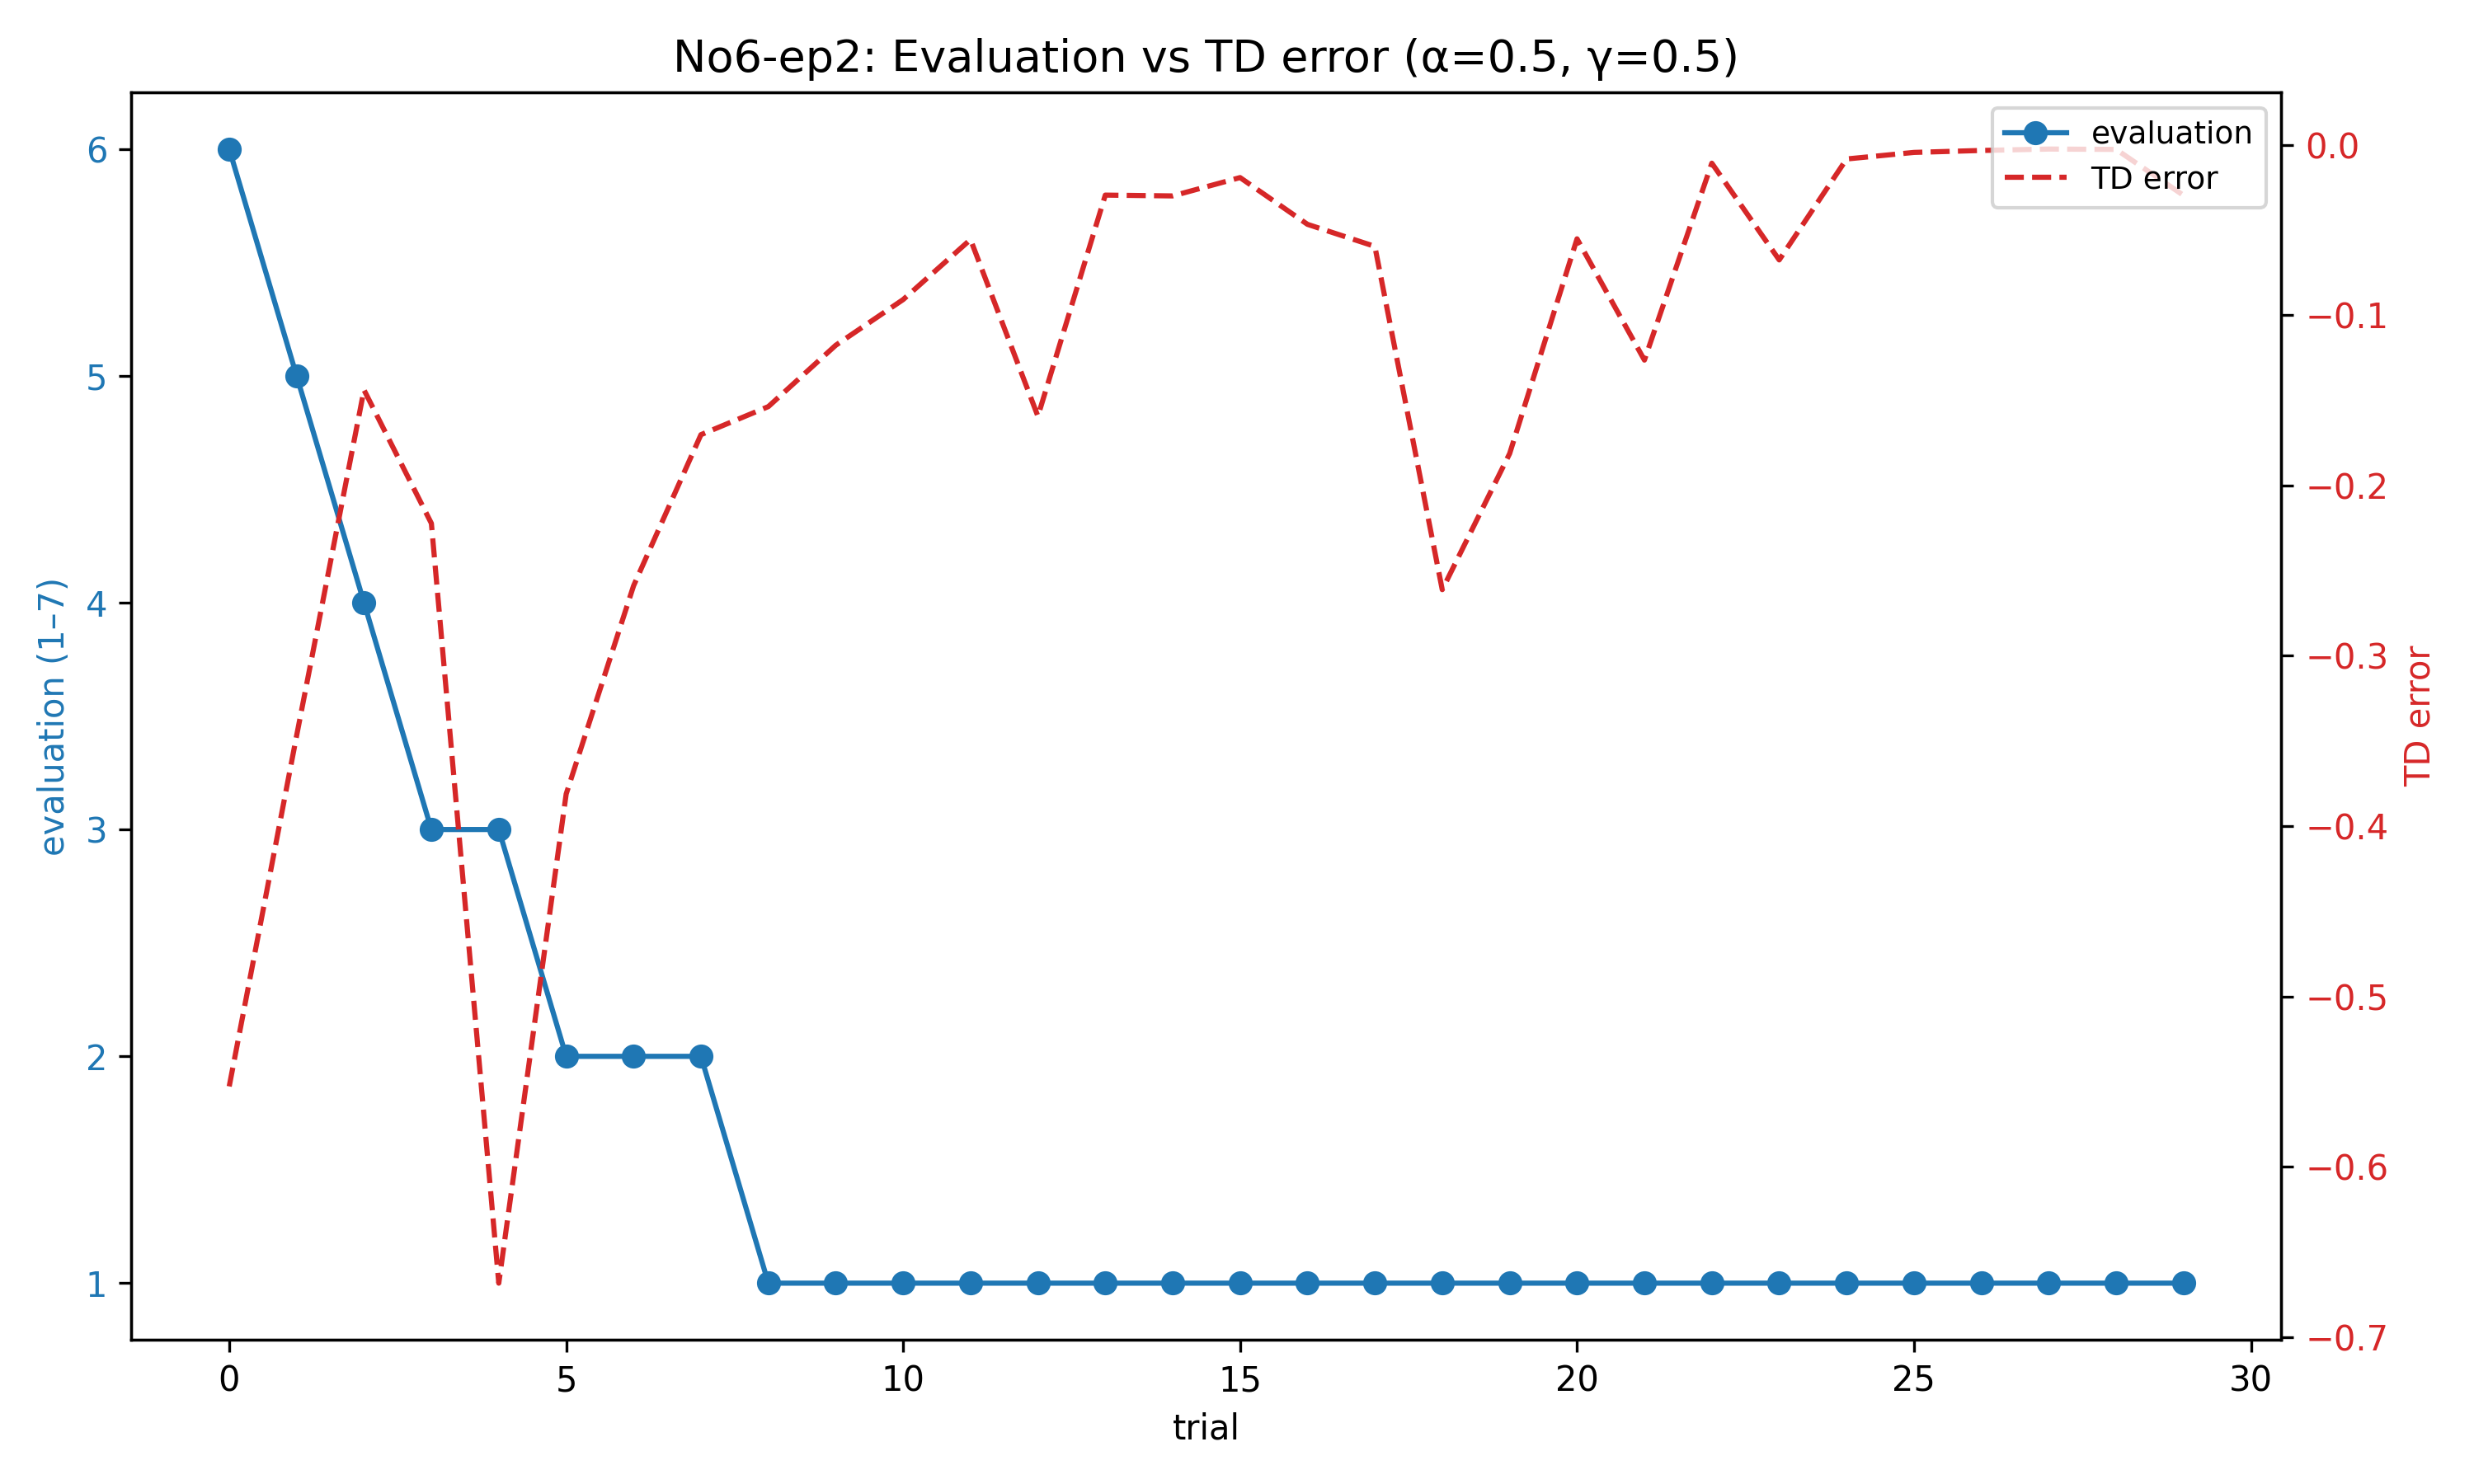 No6-ep2: Evaluation vs TD error (α=0.5, γ=0.5)
evaluation
TD error
evaluation (1–7)
6
5
4
3
2
1
0.0
−0.1
−0.2
−0.3
−0.4
−0.5
−0.6
−0.7
TD error
0 5 10 15 20 25 30
trial